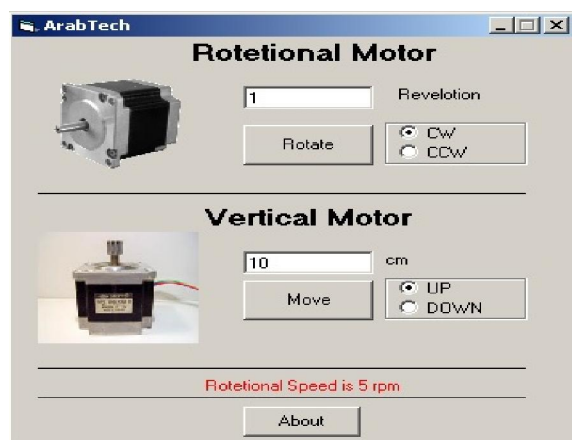 ArabTech
Rotetional Motor
1
Revelotion
Rotate
CW
CCW
Vertical Motor
10
cm
Move
UP
DOWN
Rotetional Speed is 5 rpm
About